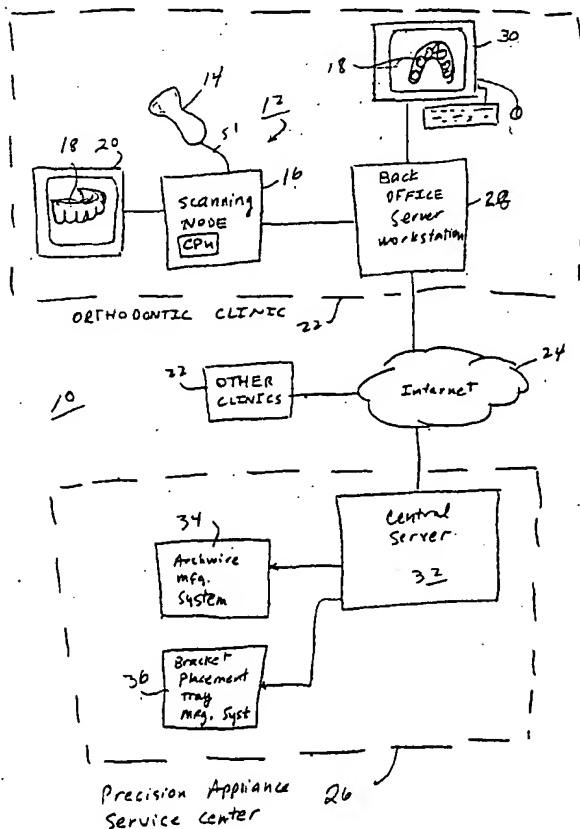 30
18
14
12
51
20
18
16
Scanning
NODE
CPU
BACK
OFFICE
Server
Workstation
28
ORTHODONTIC CLINIC
22
24
22
OTHER
CLINICS
Internet
10
34
Archwire
mfg.
System
Central
Server
32
36
Bracket
Placement
Tray
Mfg. Syst
Precision Appliance
Service Center
26